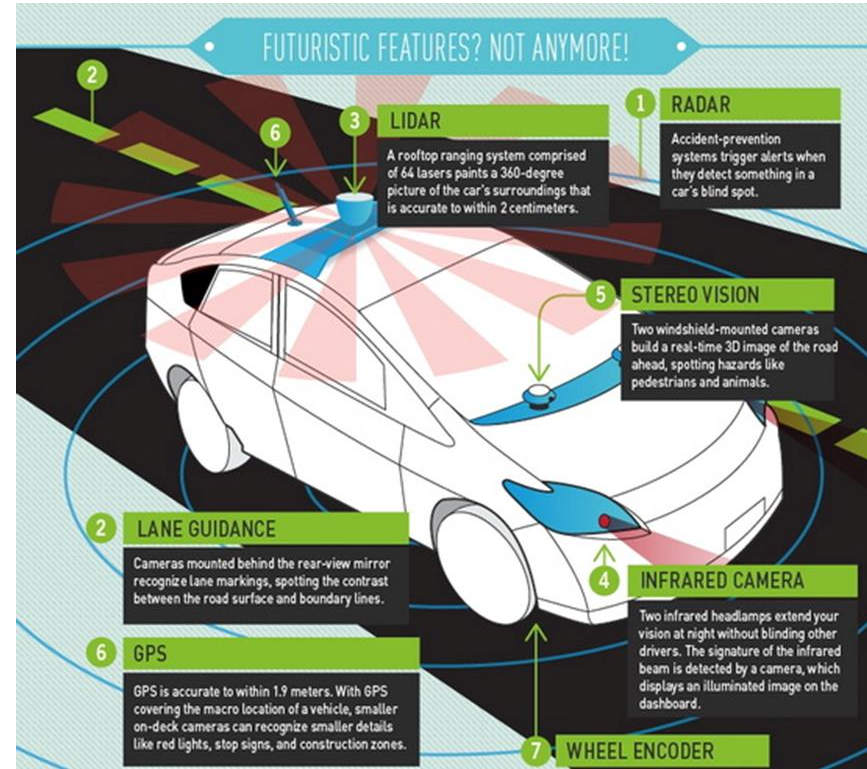 FUTURISTIC FEATURES? NOT ANYMORE!
2
6
3
LIDAR
A rooftop ranging system comprised
of 64 lasers paints a 360-degree
picture of the car's surroundings that
is accurate to within 2 centimeters.
1
RADAR
Accident-prevention
systems trigger alerts when
they detect something in a
car's blind spot.
5
STEREO VISION
Two windshield-mounted cameras
build a real-time 3D image of the road
ahead, spotting hazards like
pedestrians and animals.
2
LANE GUIDANCE
Cameras mounted behind the rear-view mirror
recognize lane markings, spotting the contrast
between the road surface and boundary lines.
4
INFRARED CAMERA
Two infrared headlamps extend your
vision at night without blinding other
drivers. The signature of the infrared
beam is detected by a camera, which
displays an illuminated image on the
dashboard.
6
GPS
GPS is accurate to within 1.9 meters. With GPS
covering the macro location of a vehicle, smaller
on-deck cameras can recognize smaller details
like red lights, stop signs, and construction zones.
7
WHEEL ENCODER